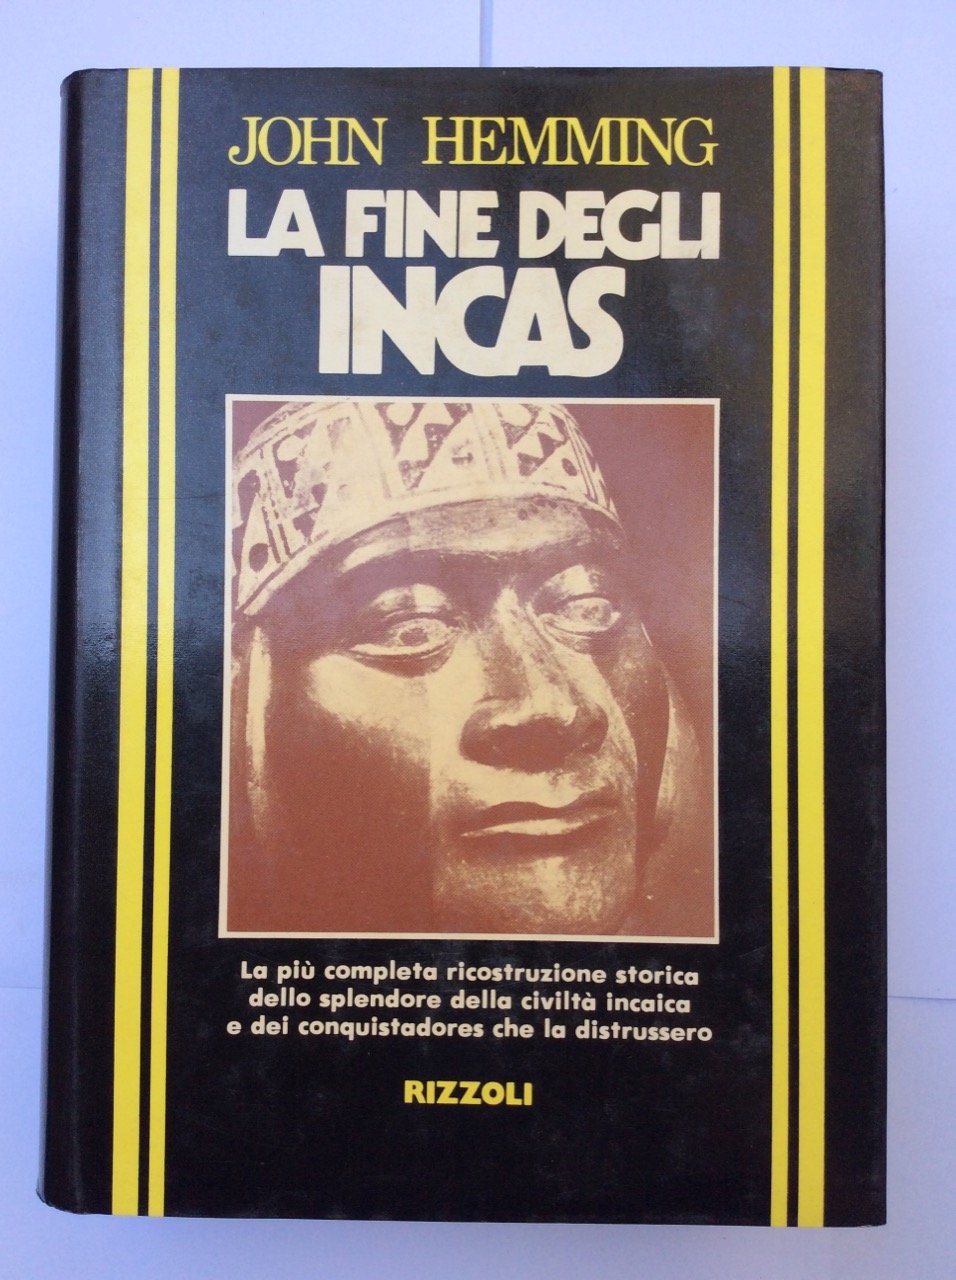 JOHN HEMMING
LA FINE DEGLI
INCAS
La più completa ricostruzione storica
dello splendore della civiltà incaica
e dei conquistadores che la distrussero
RIZZOLI